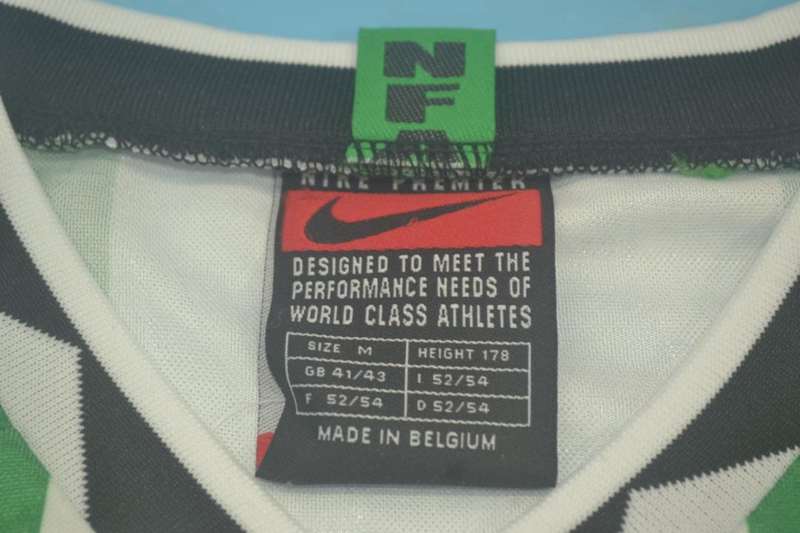 N
F
A
NIKE PREMIER
DESIGNED TO MEET THE
PERFORMANCE NEEDS OF
WORLD CLASS ATHLETES
SIZE M HEIGHT 178
GB 41/43 I 52/54
F 52/54 D 52/54
MADE IN BELGIUM